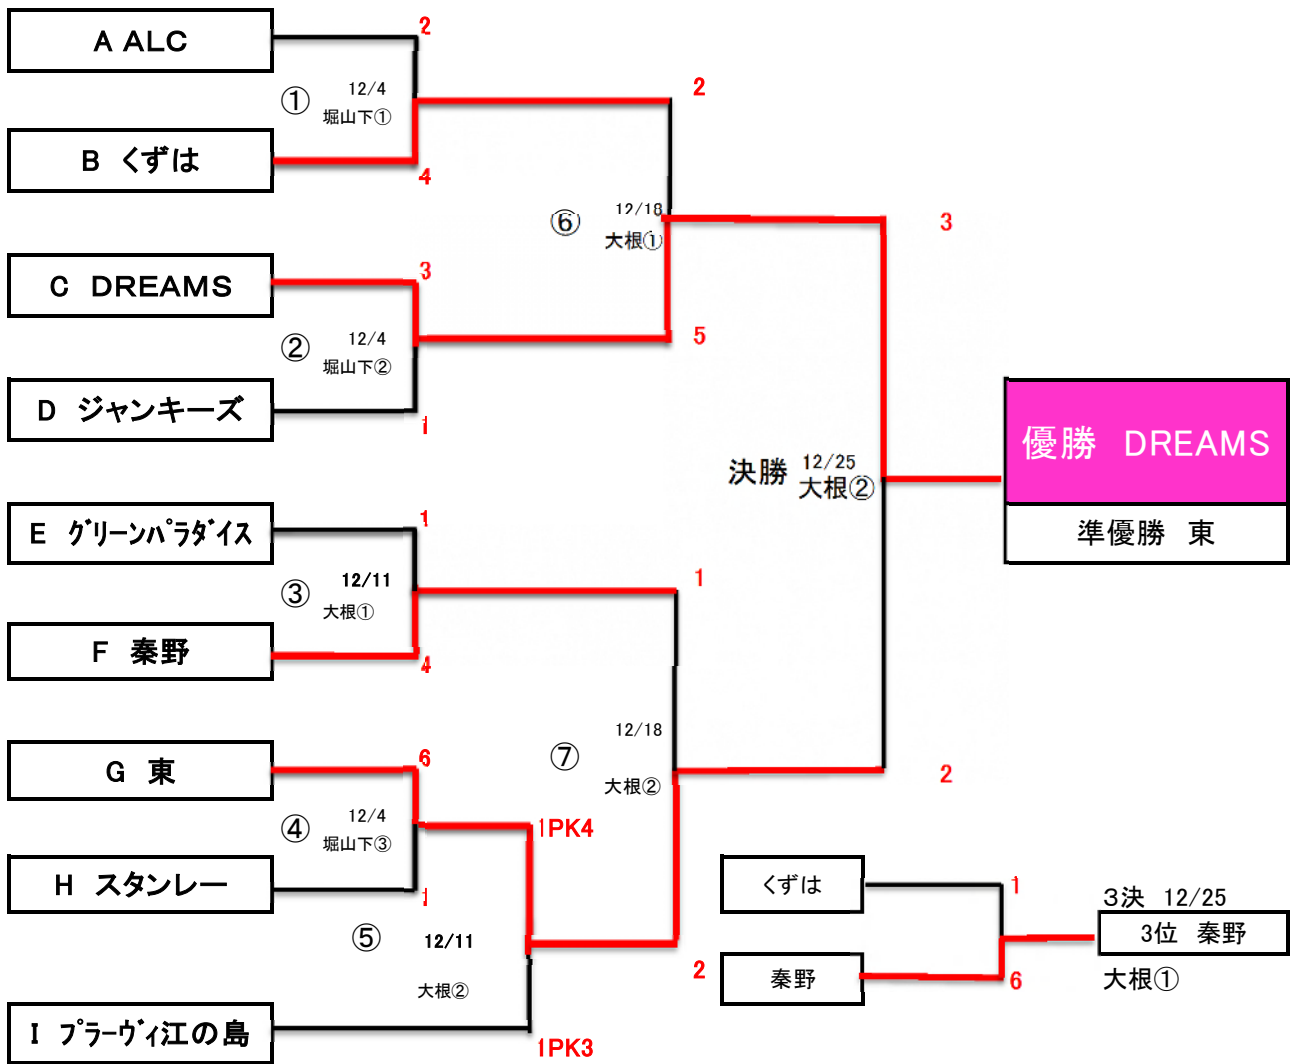 A ALC
2
① 12/4
堀山下①
B くずは
4
2
⑥ 12/18
大根①
3
C DREAMS
3
② 12/4
堀山下②
5
D ジャンキーズ
1
決勝 12/25
大根②
優勝 DREAMS
準優勝 東
E グリーンパラダイス
1
③ 12/11
大根①
1
F 秦野
4
⑦ 12/18
大根②
2
G 東
6
④ 12/4
堀山下③
1PK4
H スタンレー
1
⑤ 12/11
大根②
2
I プラーヴィ江の島
1PK3
くずは
1
3決 12/25
3位 秦野
秦野
6
大根①